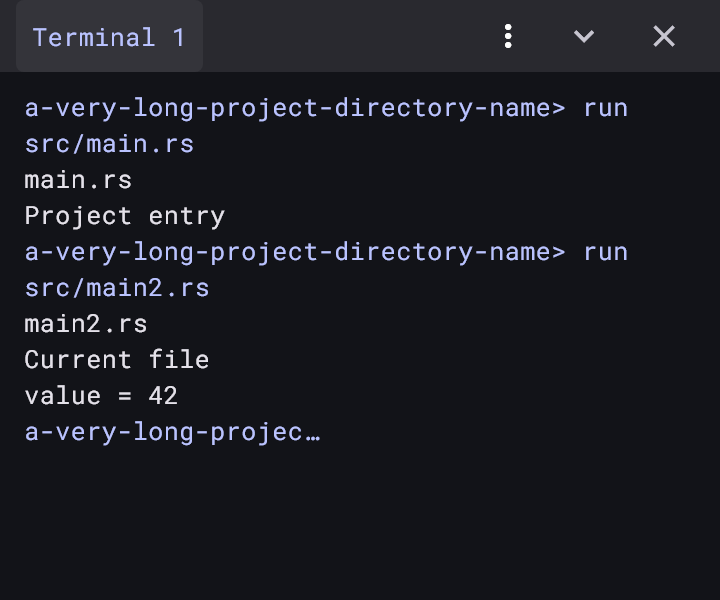 Terminal 1
a-very-long-project-directory-name> run
src/main.rs
main.rs
Project entry
a-very-long-project-directory-name> run
src/main2.rs
main2.rs
Current file
value = 42
a-very-long-projec…